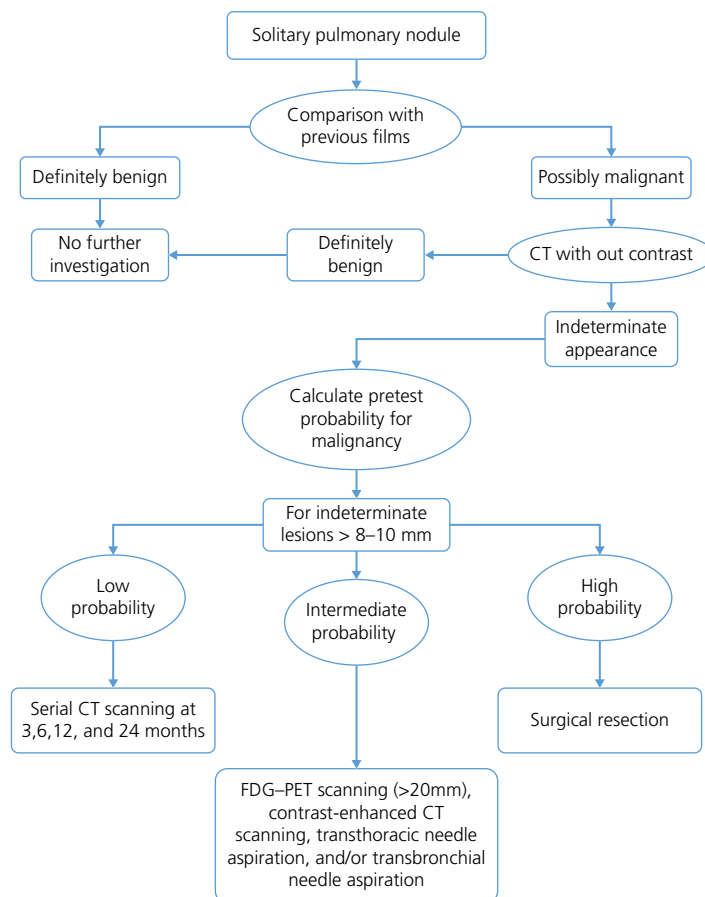 Solitary pulmonary nodule
Comparison with
previous films
Definitely benign
Possibly malignant
No further
investigation
Definitely
benign
CT with out contrast
Indeterminate
appearance
Calculate pretest
probability for
malignancy
For indeterminate
lesions > 8–10 mm
Low
probability
Intermediate
probability
High
probability
Serial CT scanning at
3,6,12, and 24 months
Surgical resection
FDG–PET scanning (>20mm),
contrast-enhanced CT
scanning, transthoracic needle
aspiration, and/or transbronchial
needle aspiration